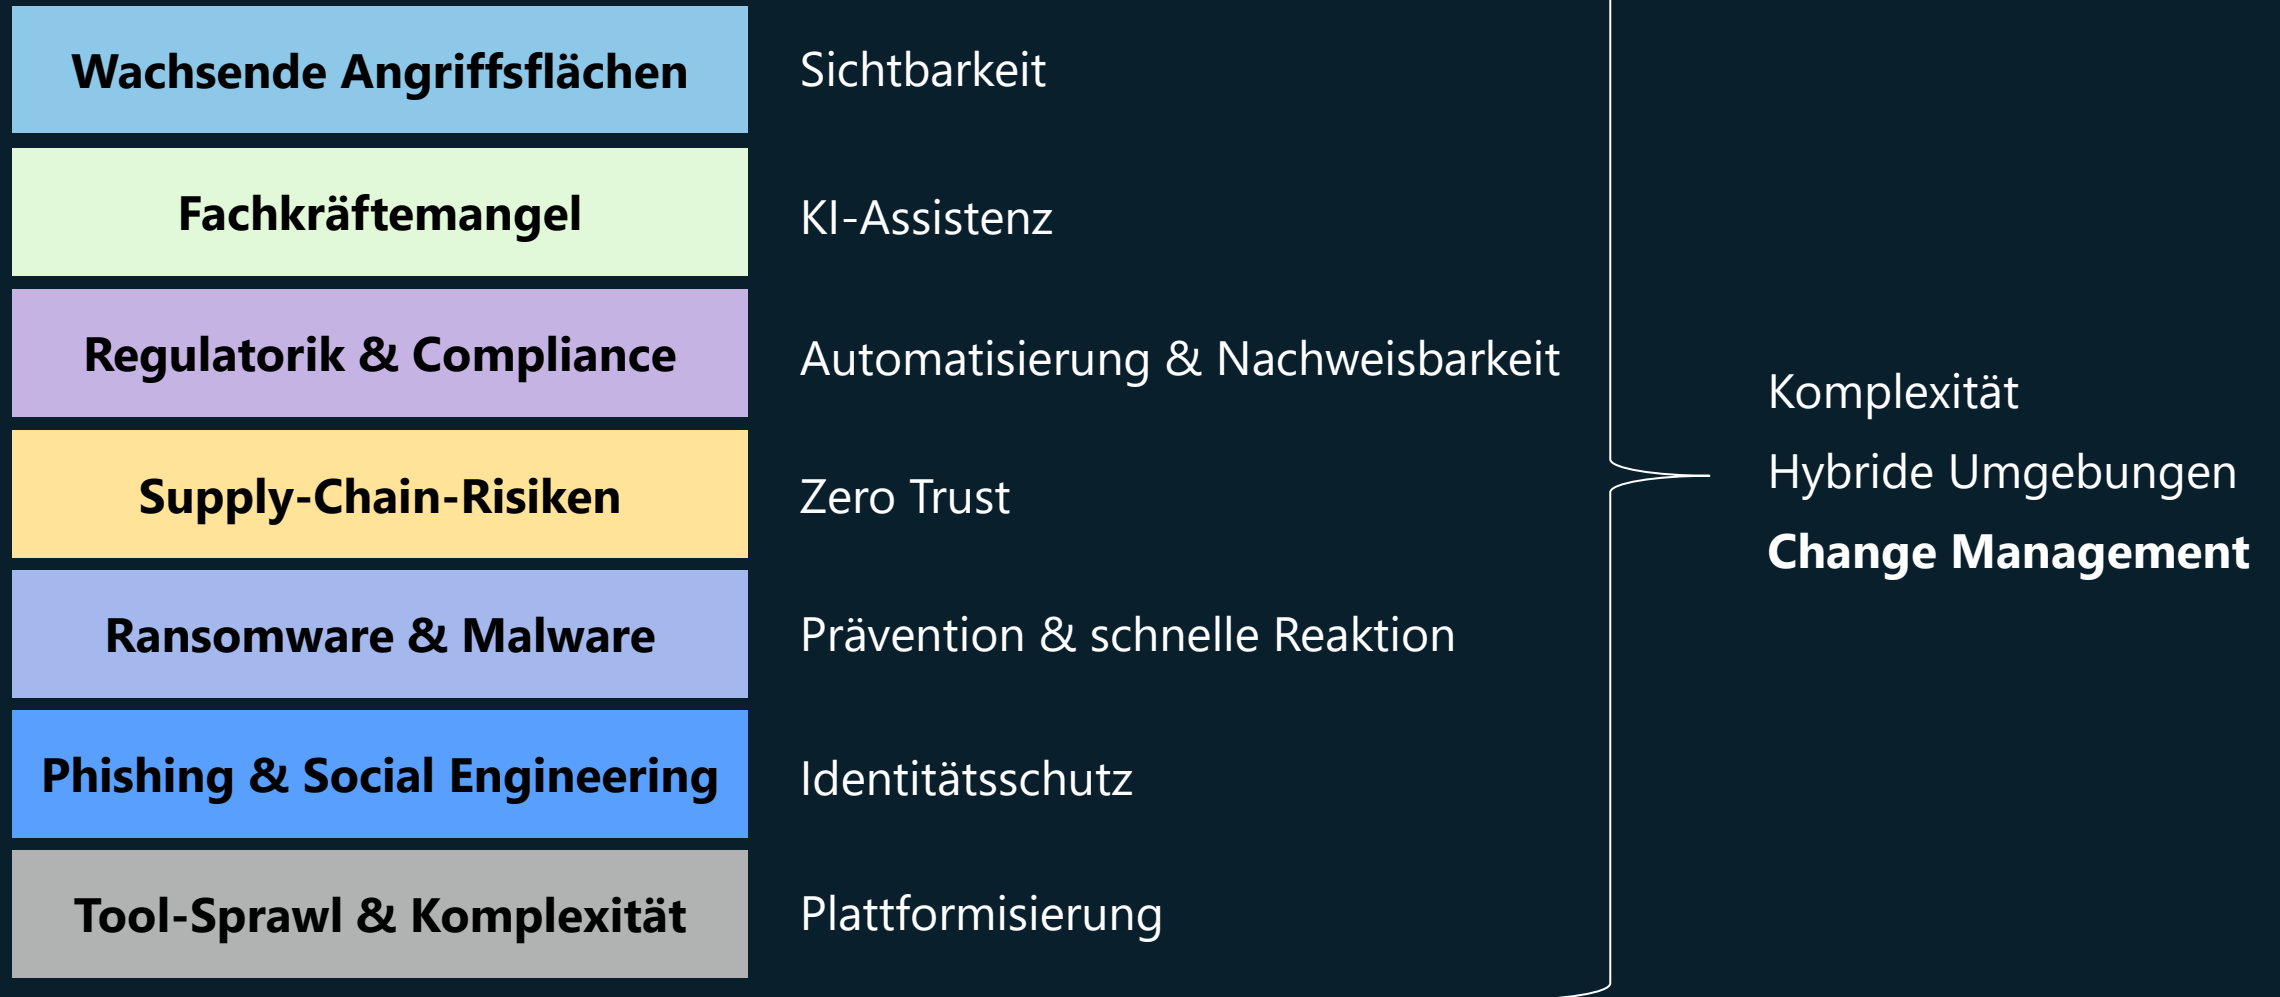 Wachsende Angriffsflächen
Sichtbarkeit
Fachkräftemangel
KI-Assistenz
Regulatorik & Compliance
Automatisierung & Nachweisbarkeit
Supply-Chain-Risiken
Zero Trust
Ransomware & Malware
Prävention & schnelle Reaktion
Phishing & Social Engineering
Identitätsschutz
Tool-Sprawl & Komplexität
Plattformisierung
Komplexität
Hybride Umgebungen
Change Management